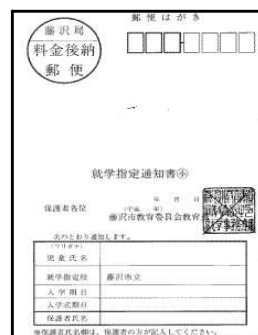 郵便はがき
藤沢局
料金後納
郵便
就学指定通知書㋛
年 月 日
保護者各位
藤沢市教育委員会教育長
次のとおり通知します。
(フリガナ)
児童氏名
就学指定校 藤沢市立
入学期日
入学式期日
保護者氏名
※保護者氏名欄は、保護者の方が記入してください。